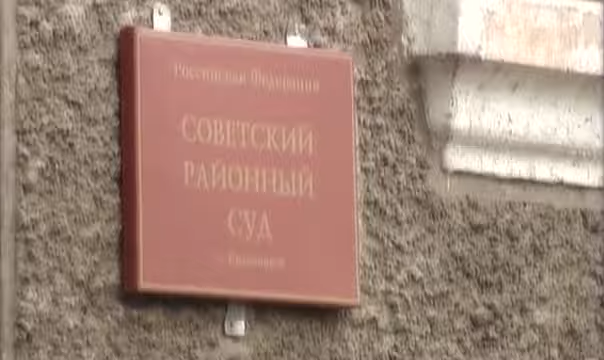 Российская Федерация
СОВЕТСКИЙ
РАЙОННЫЙ
СУД